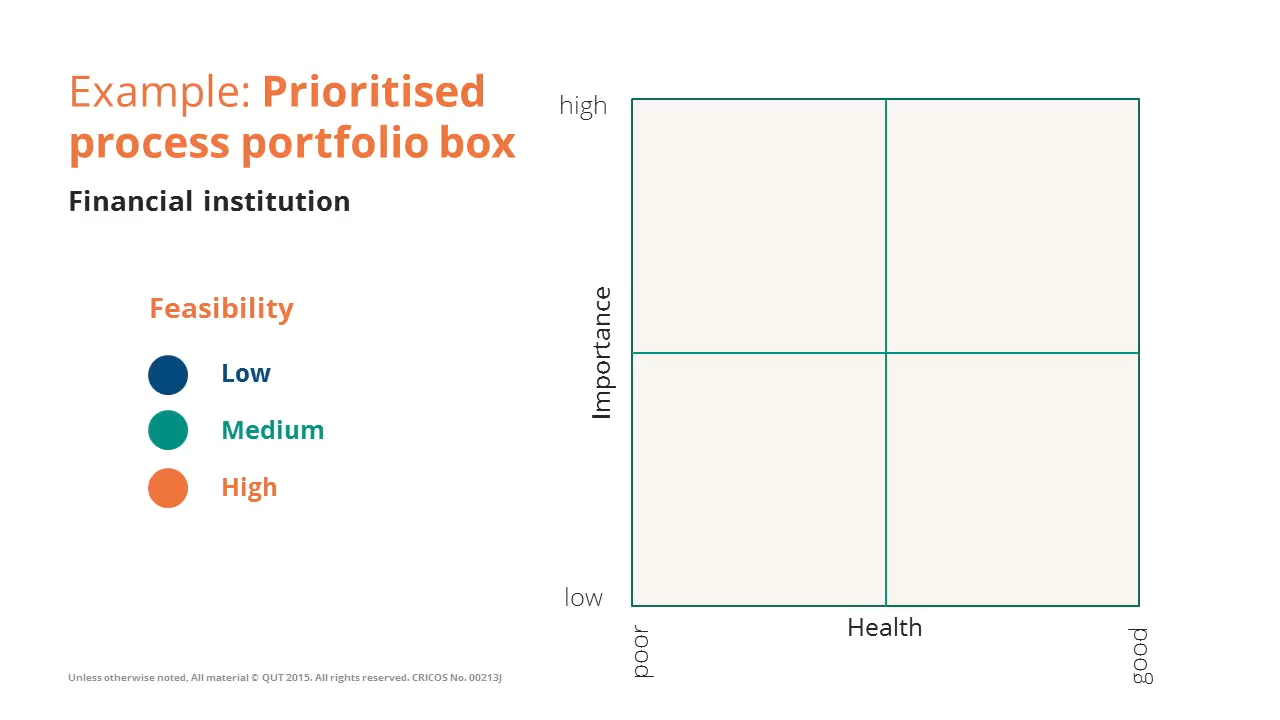 Example: Prioritised
process portfolio box
Financial institution
Feasibility
Low
Medium
High
high
Importance
low
poor
Health
good
Unless otherwise noted, All material © QUT 2015. All rights reserved. CRICOS No. 00213J